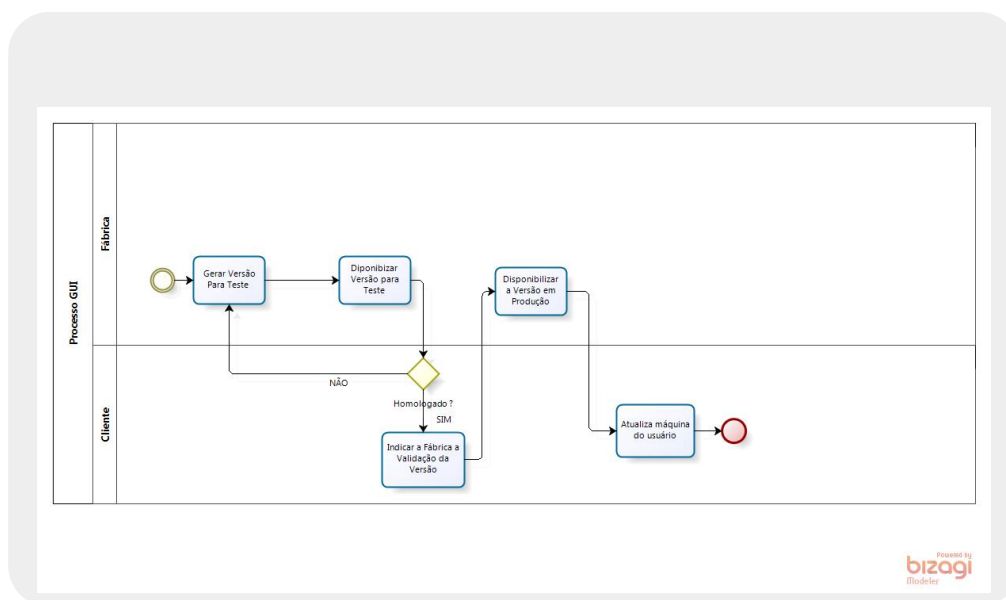 Processo GUI
Fábrica
Gerar Versão
Para Teste
Diponibizar
Versão para
Teste
Disponibilizar
a Versão em
Produção
Cliente
NÃO
Homologado ?
SIM
Indicar a Fábrica a
Validação da
Versão
Atualiza máquina
do usuário
Powered by
bizagi
Modeler